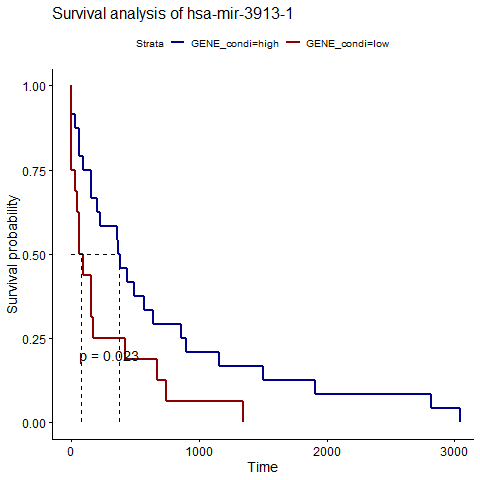 Survival analysis of hsa-mir-3913-1
Strata GENE_condi=high GENE_condi=low
1.00
0.75
0.50
0.25
0.00
Survival probability
p = 0.023
0 1000 2000 3000
Time